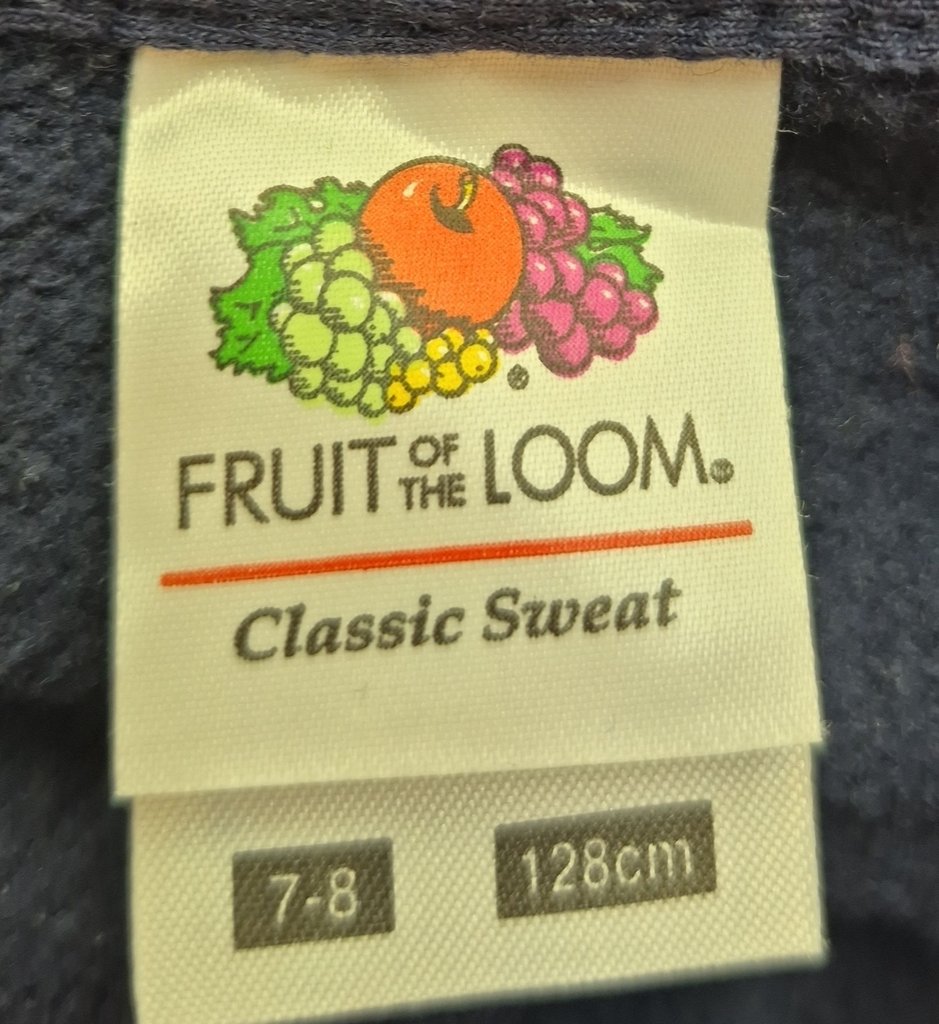 FRUIT OF THE LOOM®
Classic Sweat
7-8 128cm